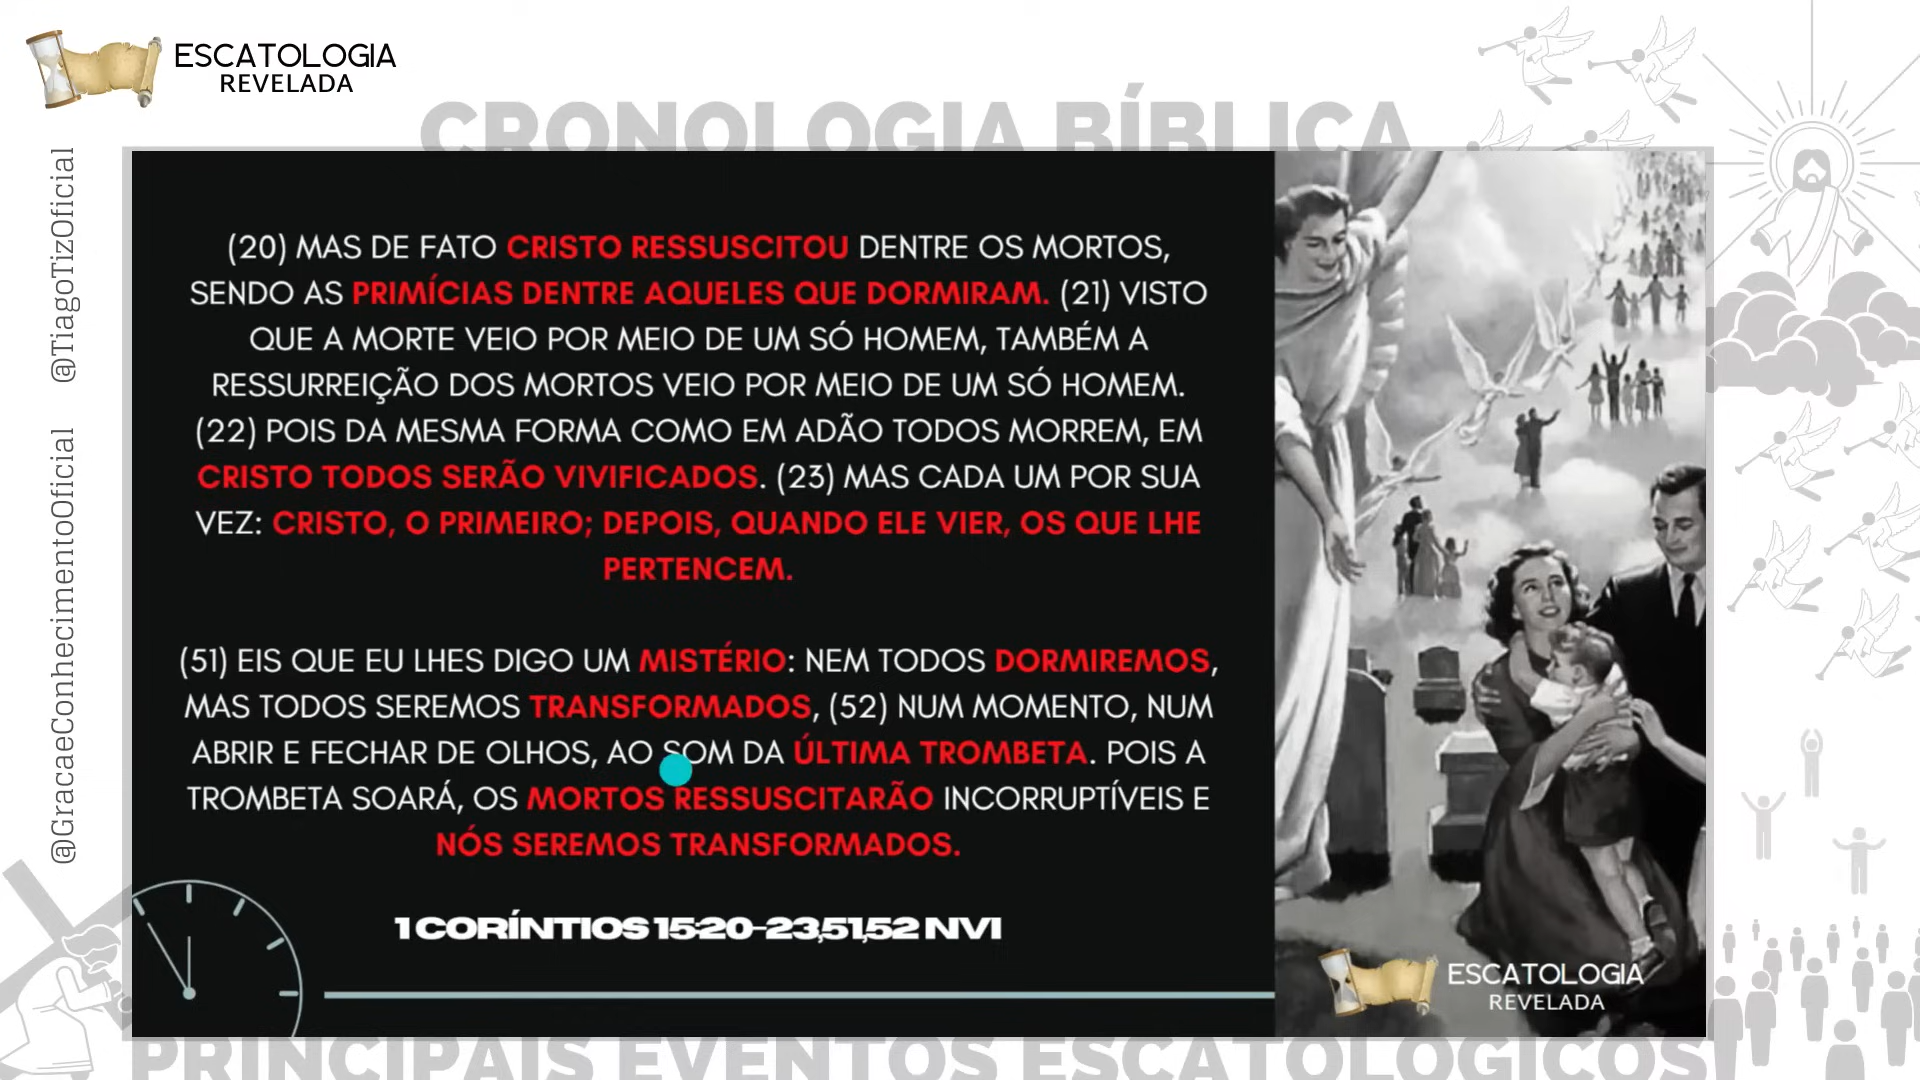 ESCATOLOGIA
REVELADA
CRONOLOGIA BÍBLICA
@TiagoTizOficial
@GracaeConhecimentoOficial
(20) MAS DE FATO CRISTO RESSUSCITOU DENTRE OS MORTOS,
SENDO AS PRIMÍCIAS DENTRE AQUELES QUE DORMIRAM. (21) VISTO
QUE A MORTE VEIO POR MEIO DE UM SÓ HOMEM, TAMBÉM A
RESSURREIÇÃO DOS MORTOS VEIO POR MEIO DE UM SÓ HOMEM.
(22) POIS DA MESMA FORMA COMO EM ADÃO TODOS MORREM, EM
CRISTO TODOS SERÃO VIVIFICADOS. (23) MAS CADA UM POR SUA
VEZ: CRISTO, O PRIMEIRO; DEPOIS, QUANDO ELE VIER, OS QUE LHE
PERTENCEM.
(51) EIS QUE EU LHES DIGO UM MISTÉRIO: NEM TODOS DORMIREMOS,
MAS TODOS SEREMOS TRANSFORMADOS, (52) NUM MOMENTO, NUM
ABRIR E FECHAR DE OLHOS, AO SOM DA ÚLTIMA TROMBETA. POIS A
TROMBETA SOARÁ, OS MORTOS RESSUSCITARÃO INCORRUPTÍVEIS E
NÓS SEREMOS TRANSFORMADOS.
1 CORÍNTIOS 15:20-23,51,52 NVI
ESCATOLOGIA
REVELADA
PRINCIPAIS EVENTOS ESCATOLÓGICOS